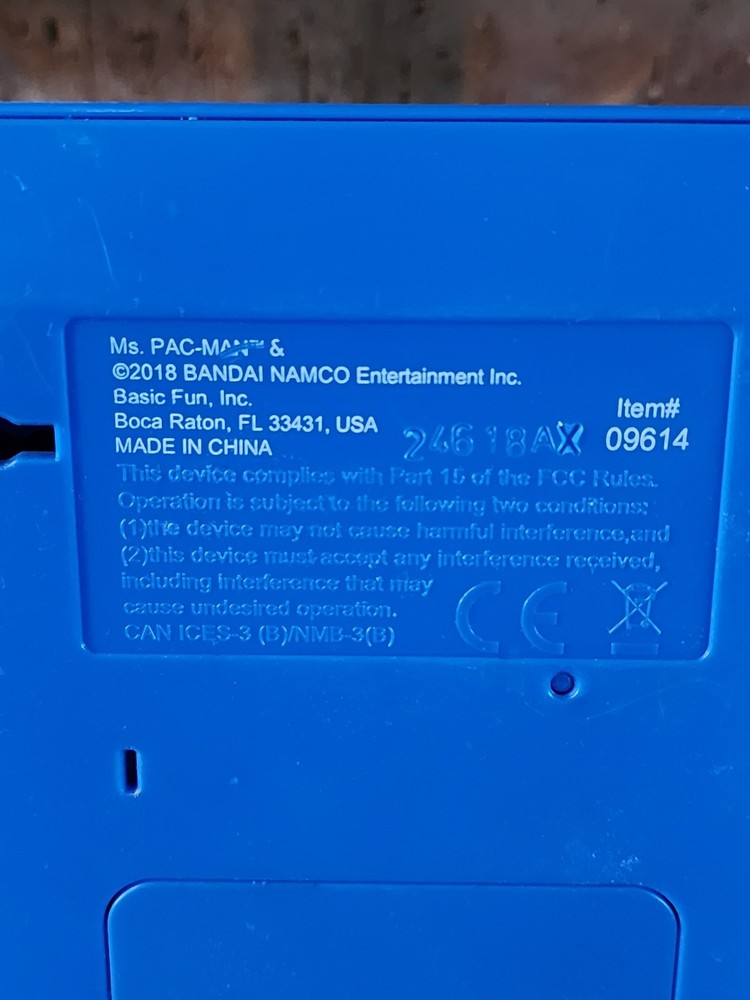 Ms. PAC-MAN™ &
©2018 BANDAI NAMCO Entertainment Inc.
Basic Fun, Inc.
Boca Raton, FL 33431, USA
MADE IN CHINA
24618AX
Item#
09614
This device complies with Part 15 of the FCC Rules.
Operation is subject to the following two conditions:
(1)the device may not cause harmful interference,and
(2)this device must accept any interference received,
including interference that may
cause undesired operation.
CAN ICES-3 (B)/NMB-3(B)
CE